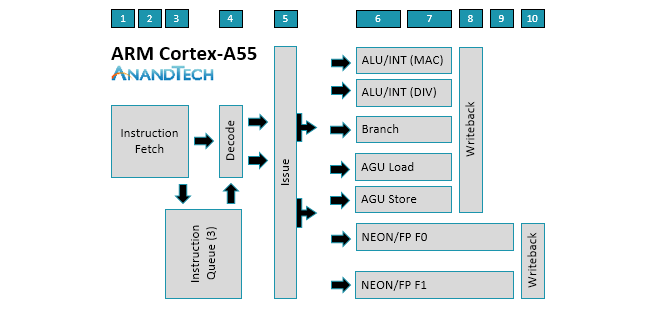 1 2 3 4 5 6 7 8 9 10
ARM Cortex-A55
ANANDTECH
Instruction
Fetch
Decode
Instruction
Queue (3)
Issue
ALU/INT (MAC)
ALU/INT (DIV)
Branch
AGU Load
AGU Store
Writeback
NEON/FP F0
NEON/FP F1
Writeback